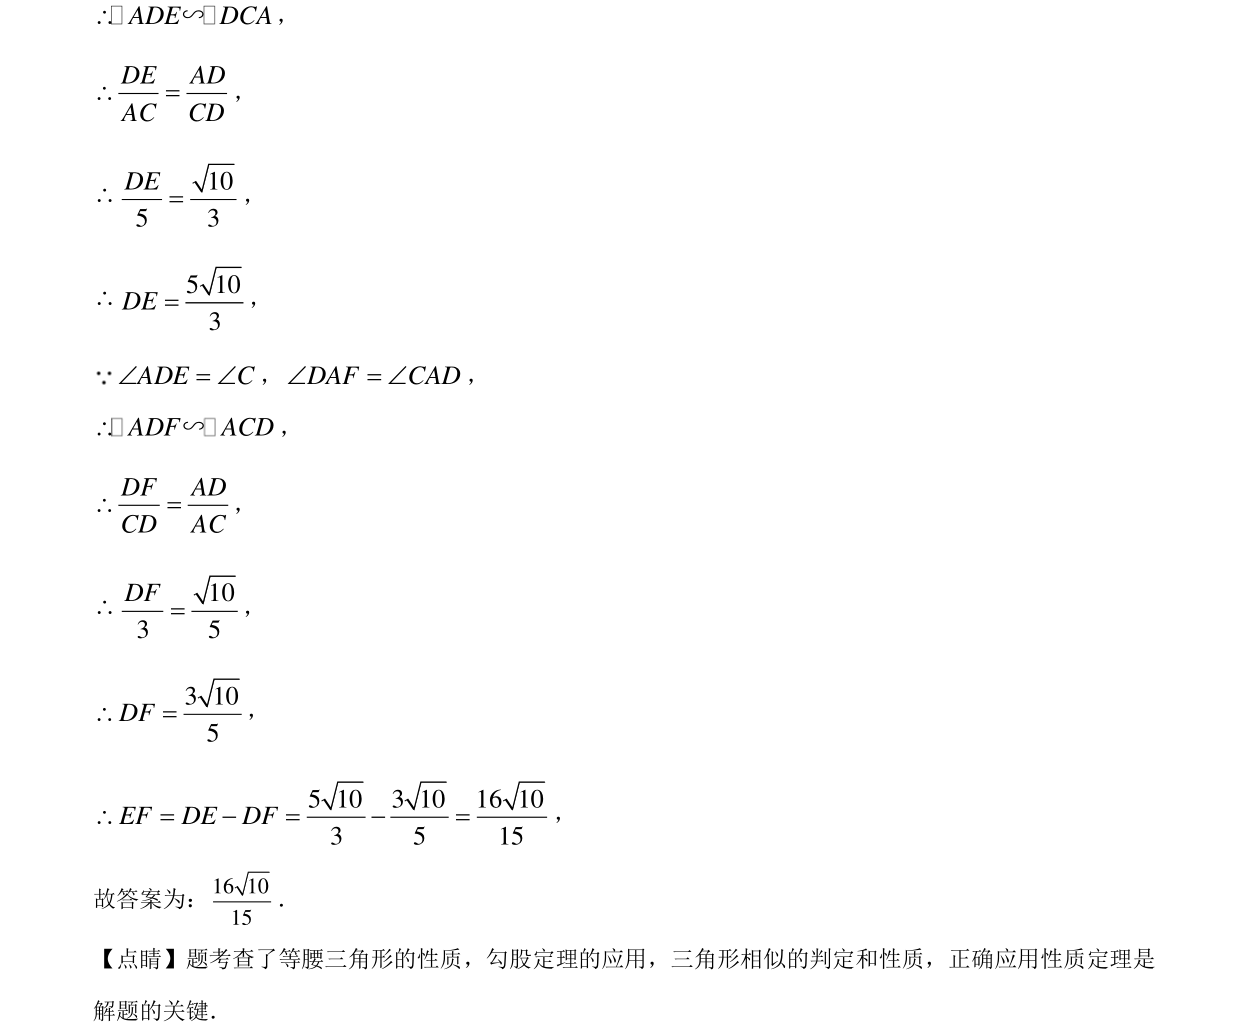 ∴□ADE∽□DCA，
∴DE/AC=AD/CD，
∴DE/5=√10/3，
∴DE=5√10/3，
∵∠ADE=∠C，∠DAF=∠CAD，
∴□ADF∽□ACD，
∴DF/CD=AD/AC，
∴DF/3=√10/5，
∴DF=3√10/5，
∴EF=DE−DF=5√10/3−3√10/5=16√10/15，
故答案为：16√10/15．
【点睛】题考查了等腰三角形的性质，勾股定理的应用，三角形相似的判定和性质，正确应用性质定理是
解题的关键．